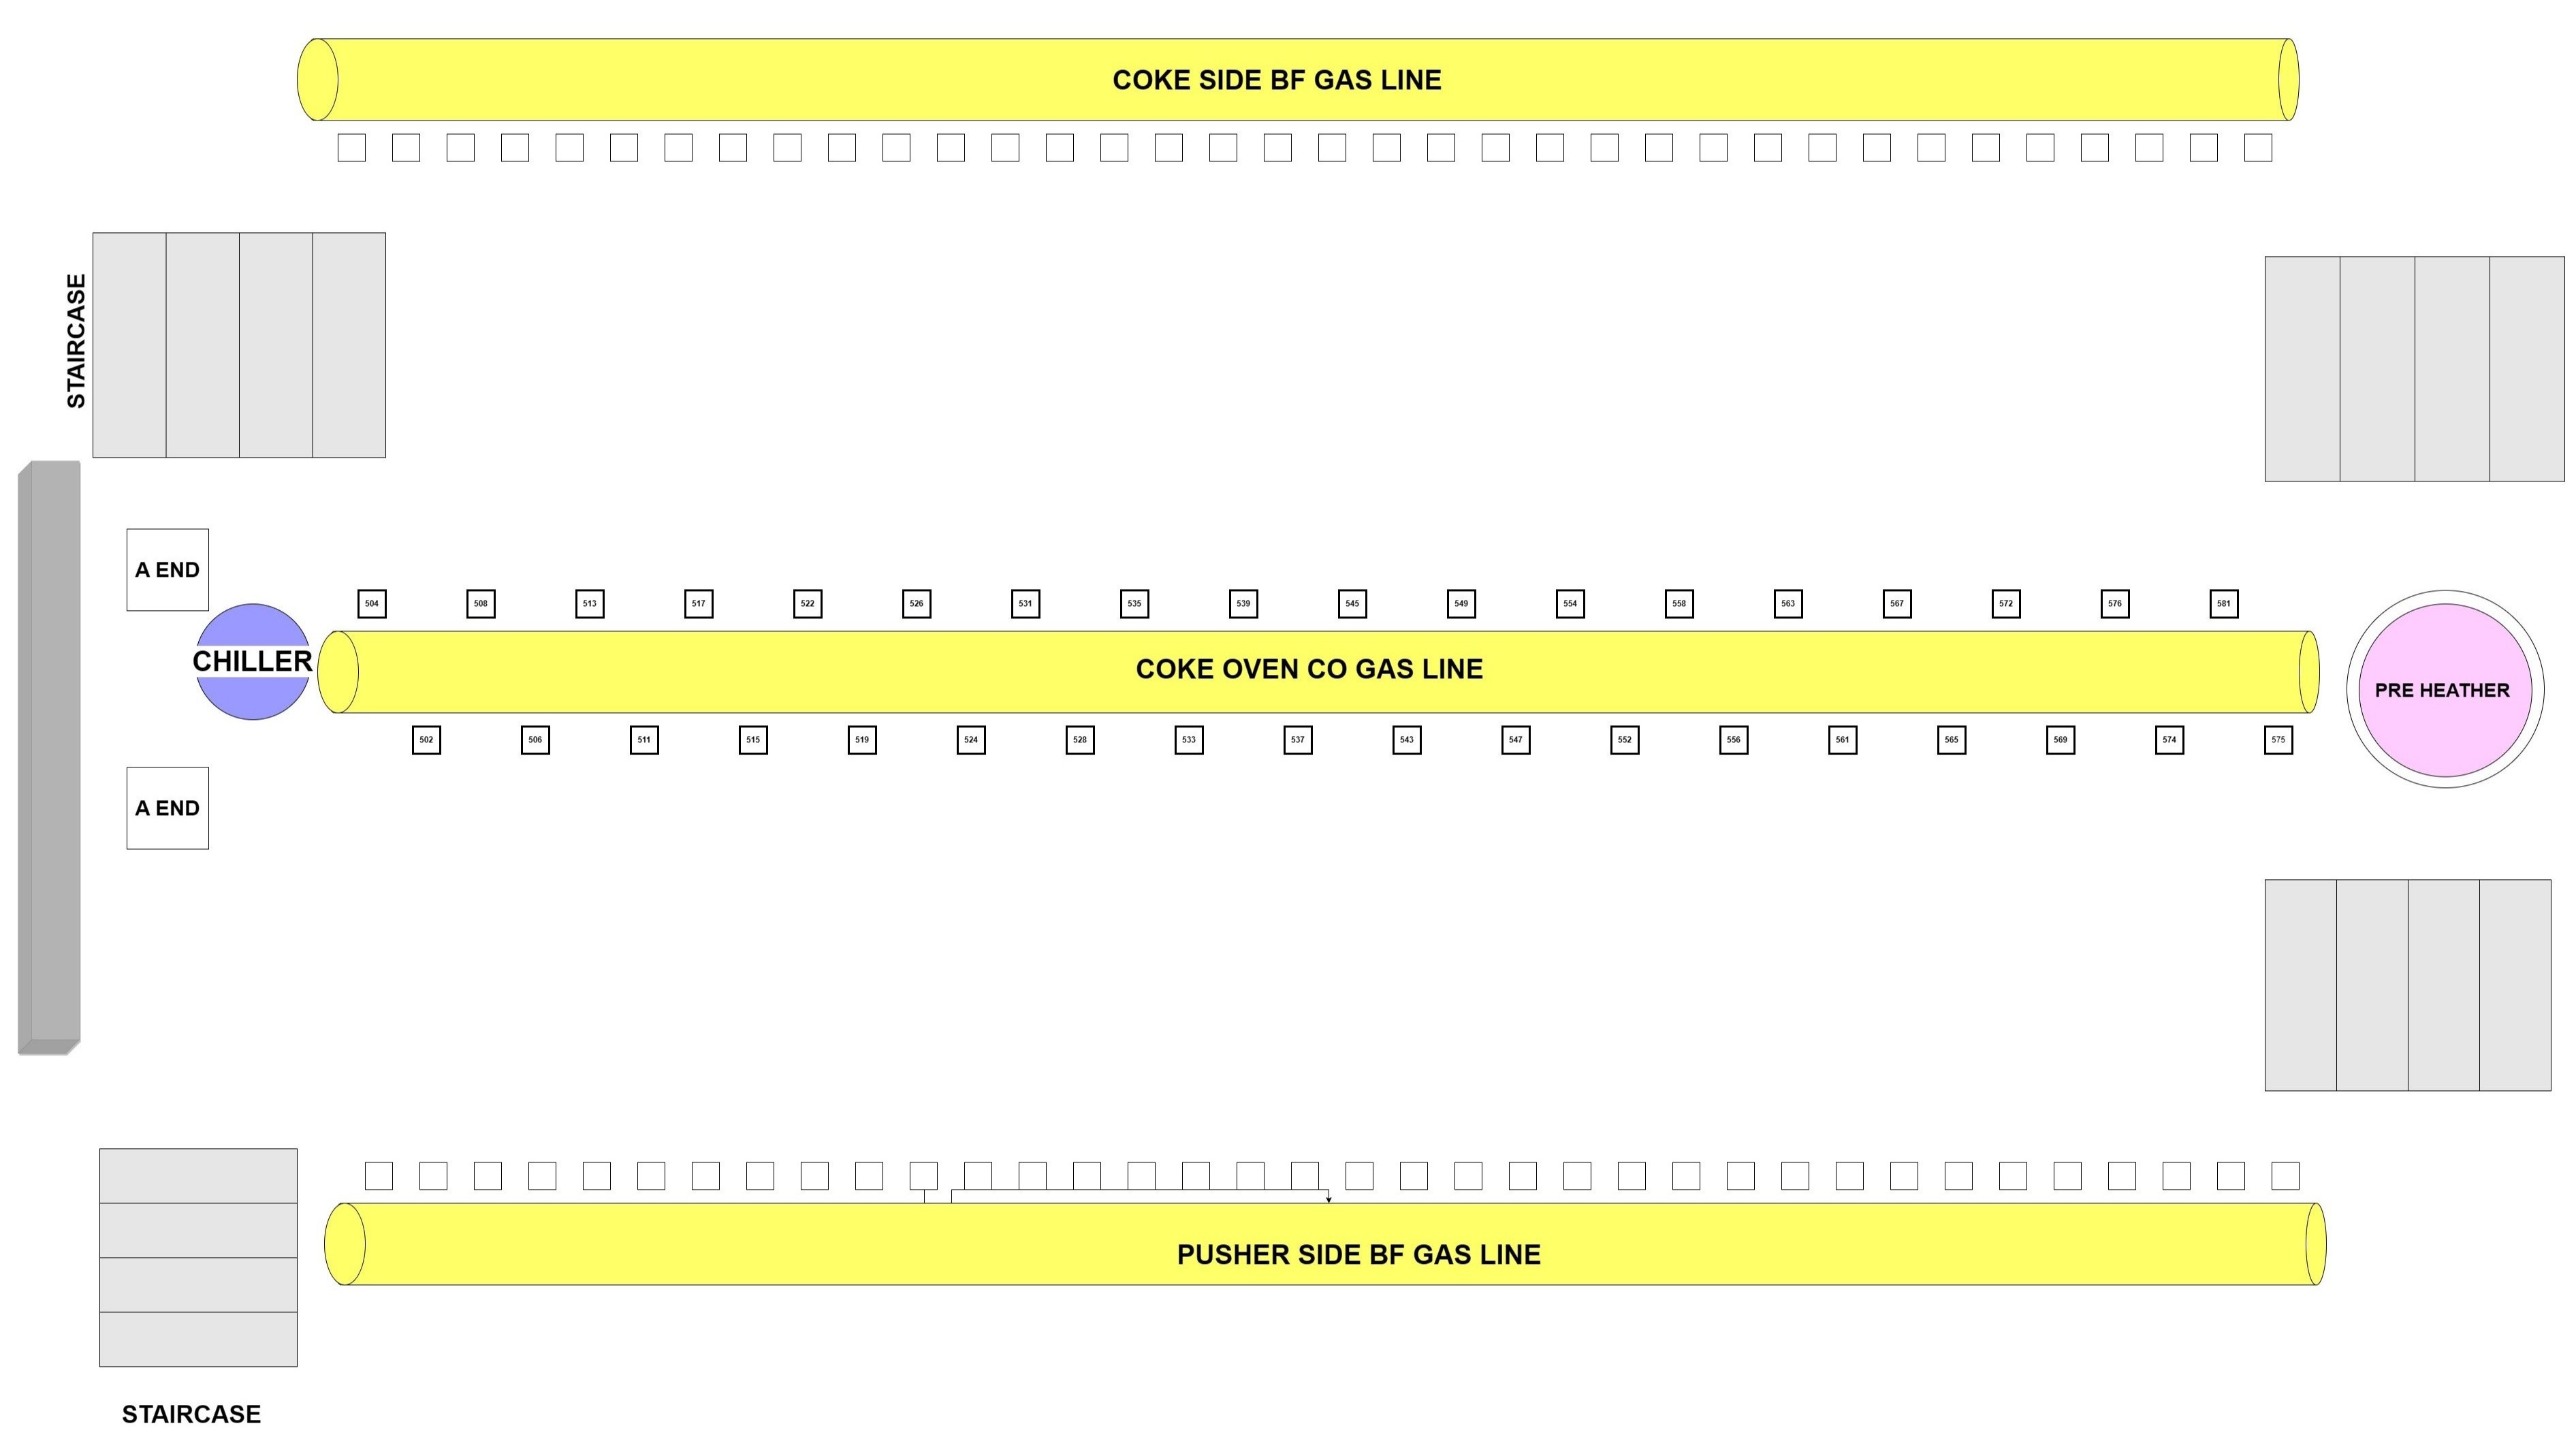 COKE SIDE BF GAS LINE
STAIRCASE
A END
504 508 513 517 522 526 531 535 539 545 549 554 558 563 567 572 576 581
CHILLER
COKE OVEN CO GAS LINE
PRE HEATHER
502 506 511 515 519 524 528 533 537 543 547 552 556 561 565 569 574 575
A END
PUSHER SIDE BF GAS LINE
STAIRCASE